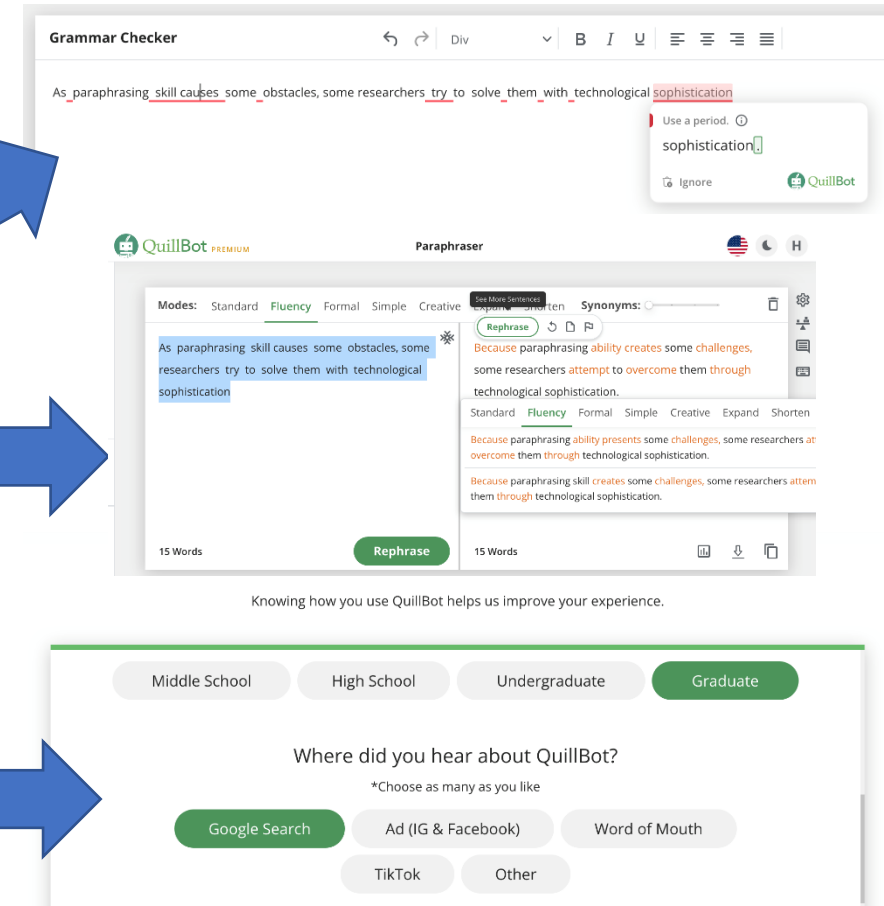 Grammar Checker Div B I U
As paraphrasing skill causes some obstacles, some researchers try to solve them with technological sophistication
Use a period.
sophistication.
Ignore QuillBot
QuillBot PREMIUM Paraphraser H
Modes: Standard Fluency Formal Simple Creative Expand Shorten Synonyms:
See More Sentences
Rephrase
As paraphrasing skill causes some obstacles, some
researchers try to solve them with technological
sophistication
Because paraphrasing ability creates some challenges,
some researchers attempt to overcome them through
technological sophistication.
Standard Fluency Formal Simple Creative Expand Shorten
Because paraphrasing ability presents some challenges, some researchers at
overcome them through technological sophistication.
Because paraphrasing skill creates some challenges, some researchers attem
them through technological sophistication.
15 Words Rephrase 15 Words
Knowing how you use QuillBot helps us improve your experience.
Middle School High School Undergraduate Graduate
Where did you hear about QuillBot?
*Choose as many as you like
Google Search Ad (IG & Facebook) Word of Mouth
TikTok Other